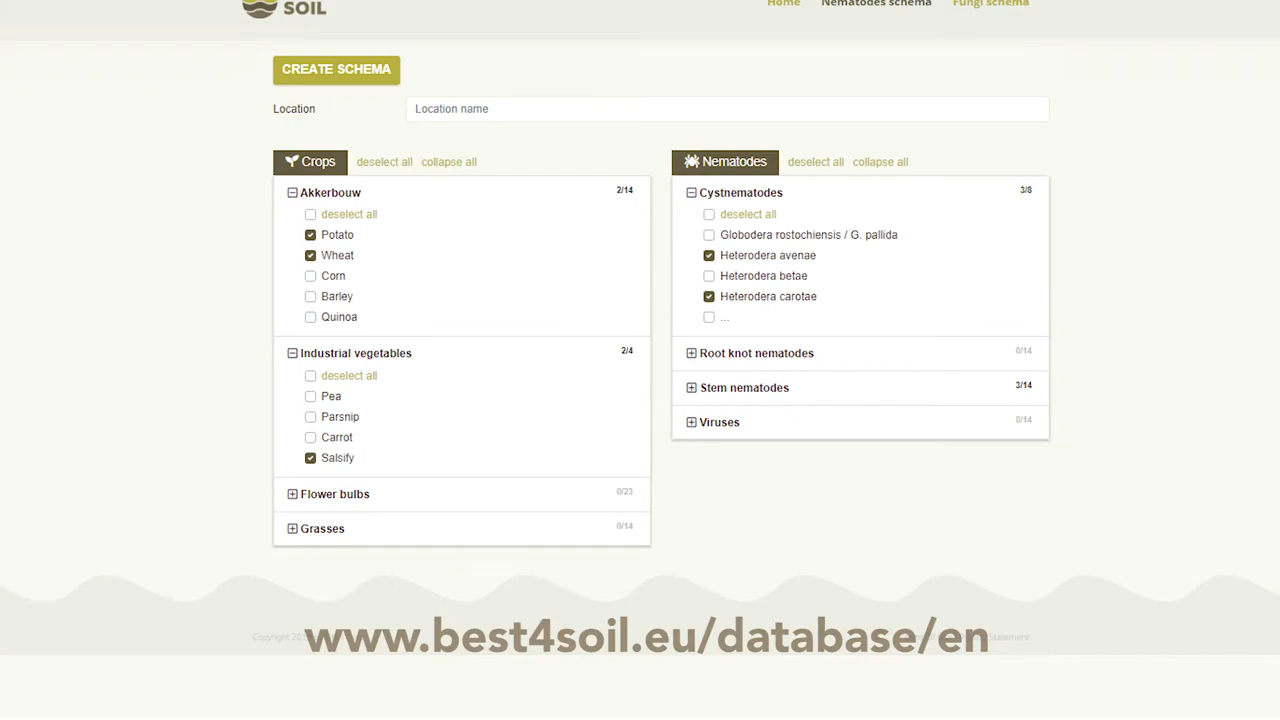 SOIL
Home Nematodes schema Fungi schema
CREATE SCHEMA
Location Location name
Crops deselect all collapse all
Akkerbouw 2/14
deselect all
Potato
Wheat
Corn
Barley
Quinoa
Industrial vegetables 2/4
deselect all
Pea
Parsnip
Carrot
Salsify
Flower bulbs 0/23
Grasses 0/14
Nematodes deselect all collapse all
Cystnematodes 3/8
deselect all
Globodera rostochiensis / G. pallida
Heterodera avenae
Heterodera betae
Heterodera carotae
...
Root knot nematodes 0/14
Stem nematodes 3/14
Viruses 0/14
www.best4soil.eu/database/en
Copyright